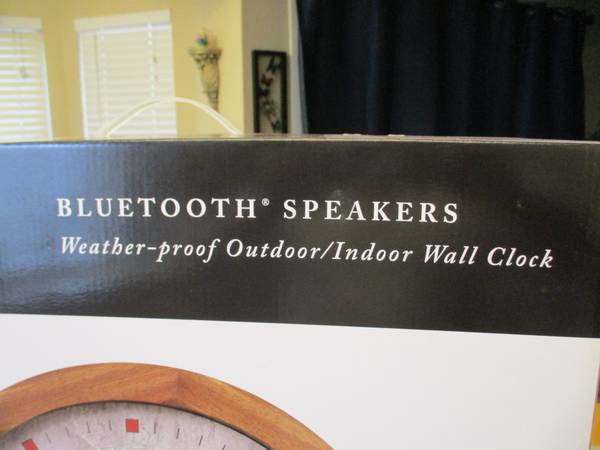 BLUETOOTH® SPEAKERS
Weather-proof Outdoor/Indoor Wall Clock